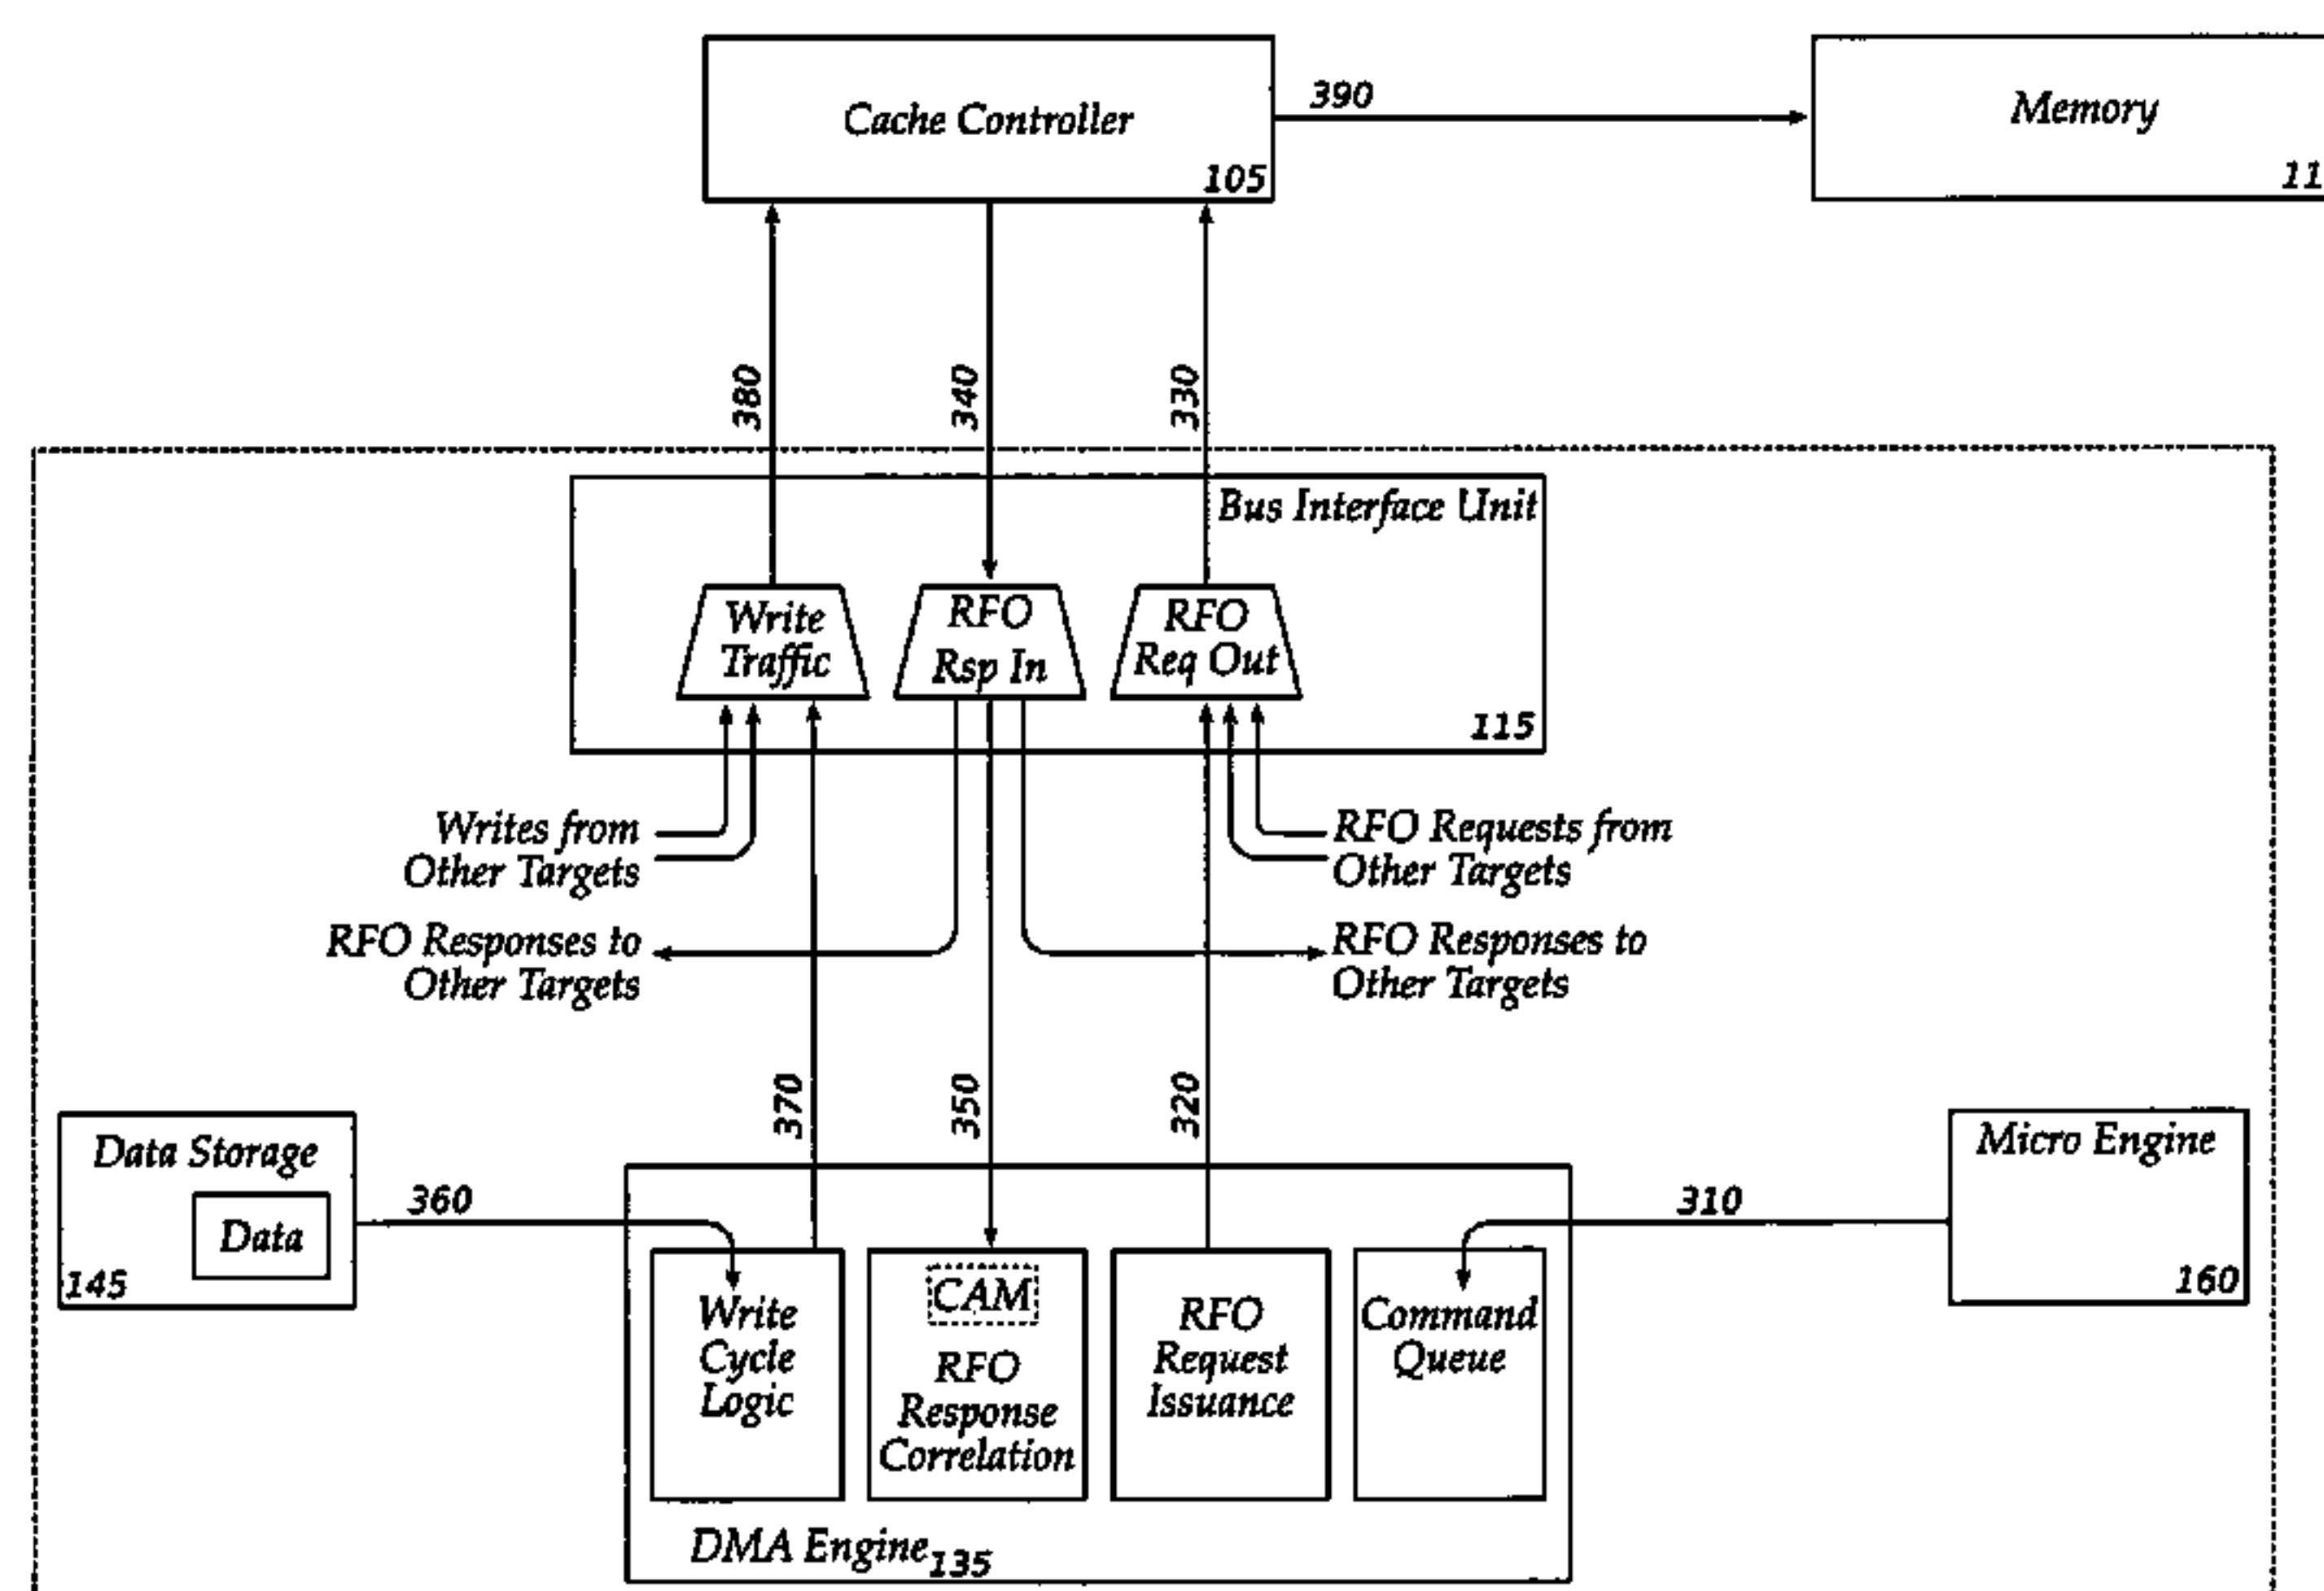 Cache Controller
105
390
Memory
11
380
340
330
Bus Interface Unit
Write
Traffic
RFO
Rsp In
RFO
Req Out
115
Writes from
Other Targets
RFO Requests from
Other Targets
RFO Responses to
Other Targets
RFO Responses to
Other Targets
370
350
320
Data Storage
Data
145
360
310
Micro Engine
160
Write
Cycle
Logic
CAM
RFO
Response
Correlation
RFO
Request
Issuance
Command
Queue
DMA Engine
135